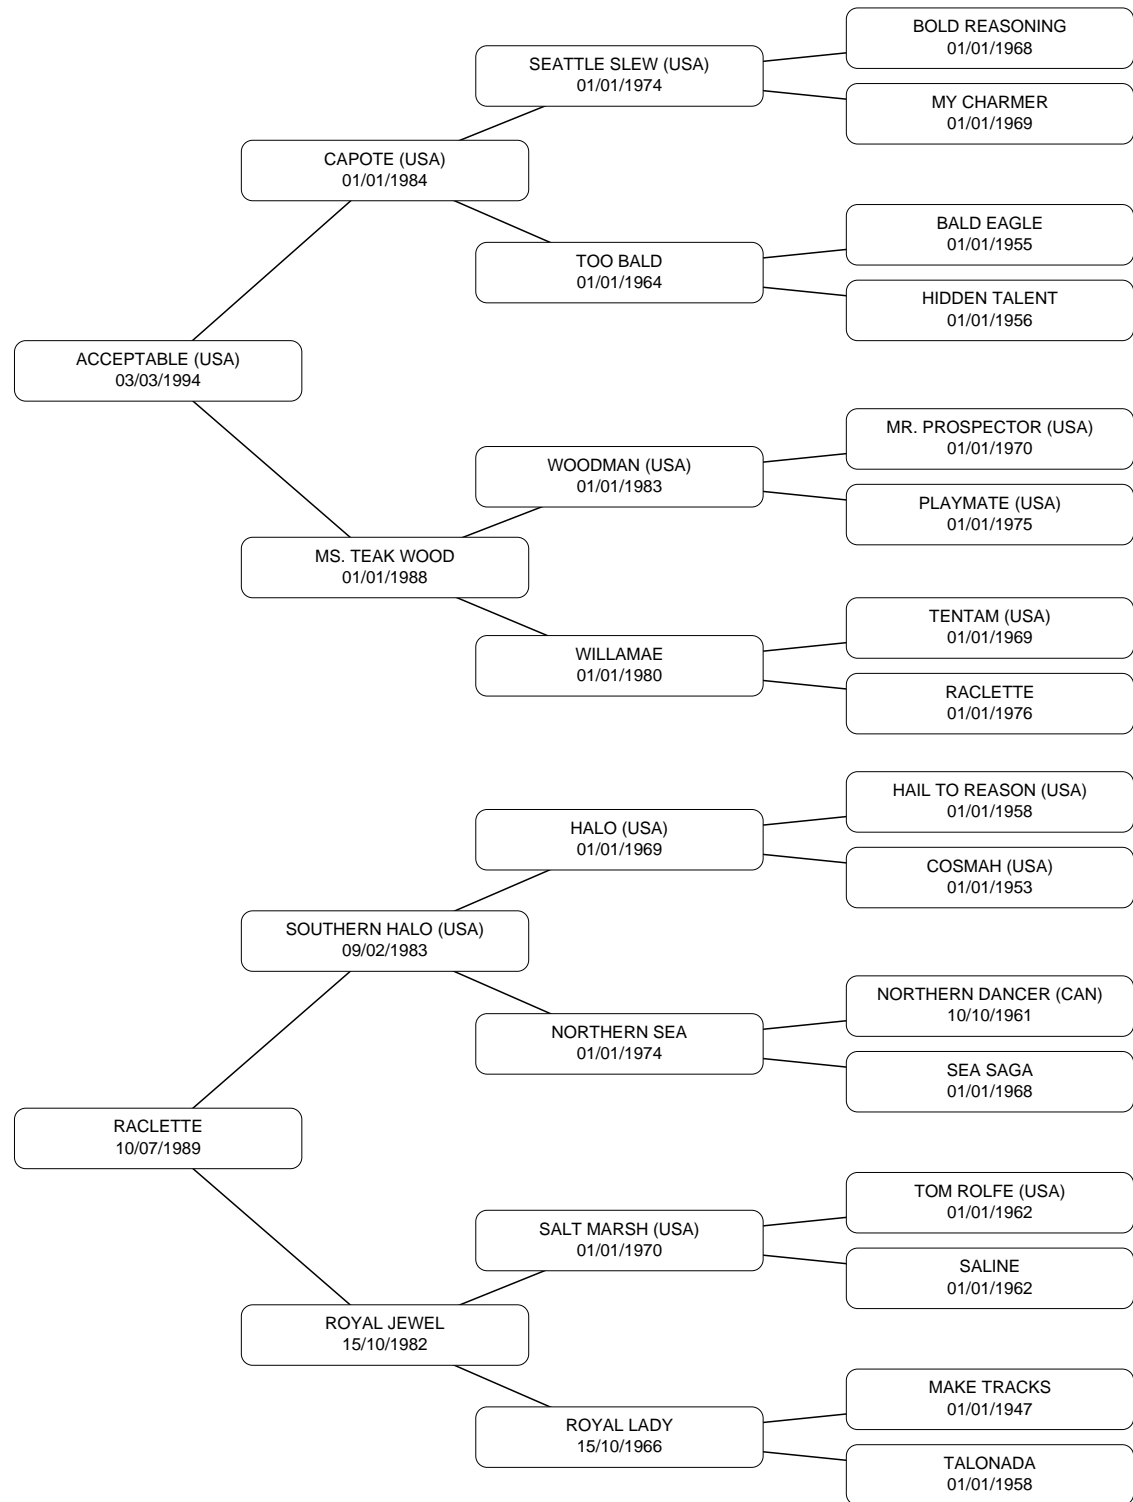 BOLD REASONING
01/01/1968
SEATTLE SLEW (USA)
01/01/1974
MY CHARMER
01/01/1969
CAPOTE (USA)
01/01/1984
BALD EAGLE
01/01/1955
TOO BALD
01/01/1964
HIDDEN TALENT
01/01/1956
ACCEPTABLE (USA)
03/03/1994
MR. PROSPECTOR (USA)
01/01/1970
WOODMAN (USA)
01/01/1983
PLAYMATE (USA)
01/01/1975
MS. TEAK WOOD
01/01/1988
TENTAM (USA)
01/01/1969
WILLAMAE
01/01/1980
RACLETTE
01/01/1976
HAIL TO REASON (USA)
01/01/1958
HALO (USA)
01/01/1969
COSMAH (USA)
01/01/1953
SOUTHERN HALO (USA)
09/02/1983
NORTHERN DANCER (CAN)
10/10/1961
NORTHERN SEA
01/01/1974
SEA SAGA
01/01/1968
RACLETTE
10/07/1989
TOM ROLFE (USA)
01/01/1962
SALT MARSH (USA)
01/01/1970
SALINE
01/01/1962
ROYAL JEWEL
15/10/1982
MAKE TRACKS
01/01/1947
ROYAL LADY
15/10/1966
TALONADA
01/01/1958